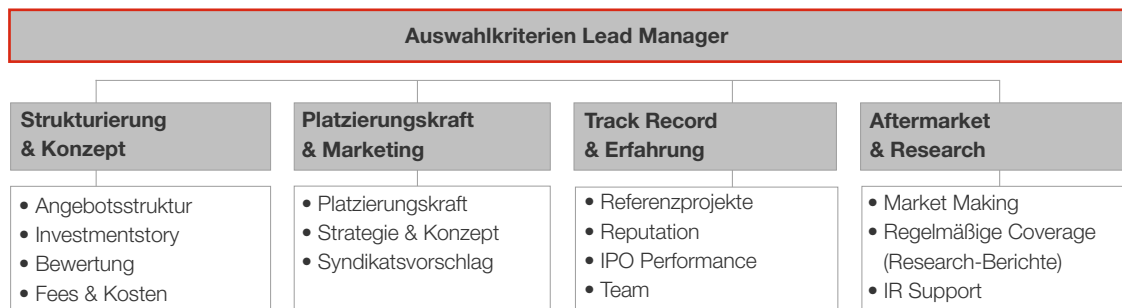 Auswahlkriterien Lead Manager
Strukturierung
& Konzept
• Angebotsstruktur
• Investmentstory
• Bewertung
• Fees & Kosten
Platzierungskraft
& Marketing
• Platzierungskraft
• Strategie & Konzept
• Syndikatsvorschlag
Track Record
& Erfahrung
• Referenzprojekte
• Reputation
• IPO Performance
• Team
Aftermarket
& Research
• Market Making
• Regelmäßige Coverage
(Research-Berichte)
• IR Support